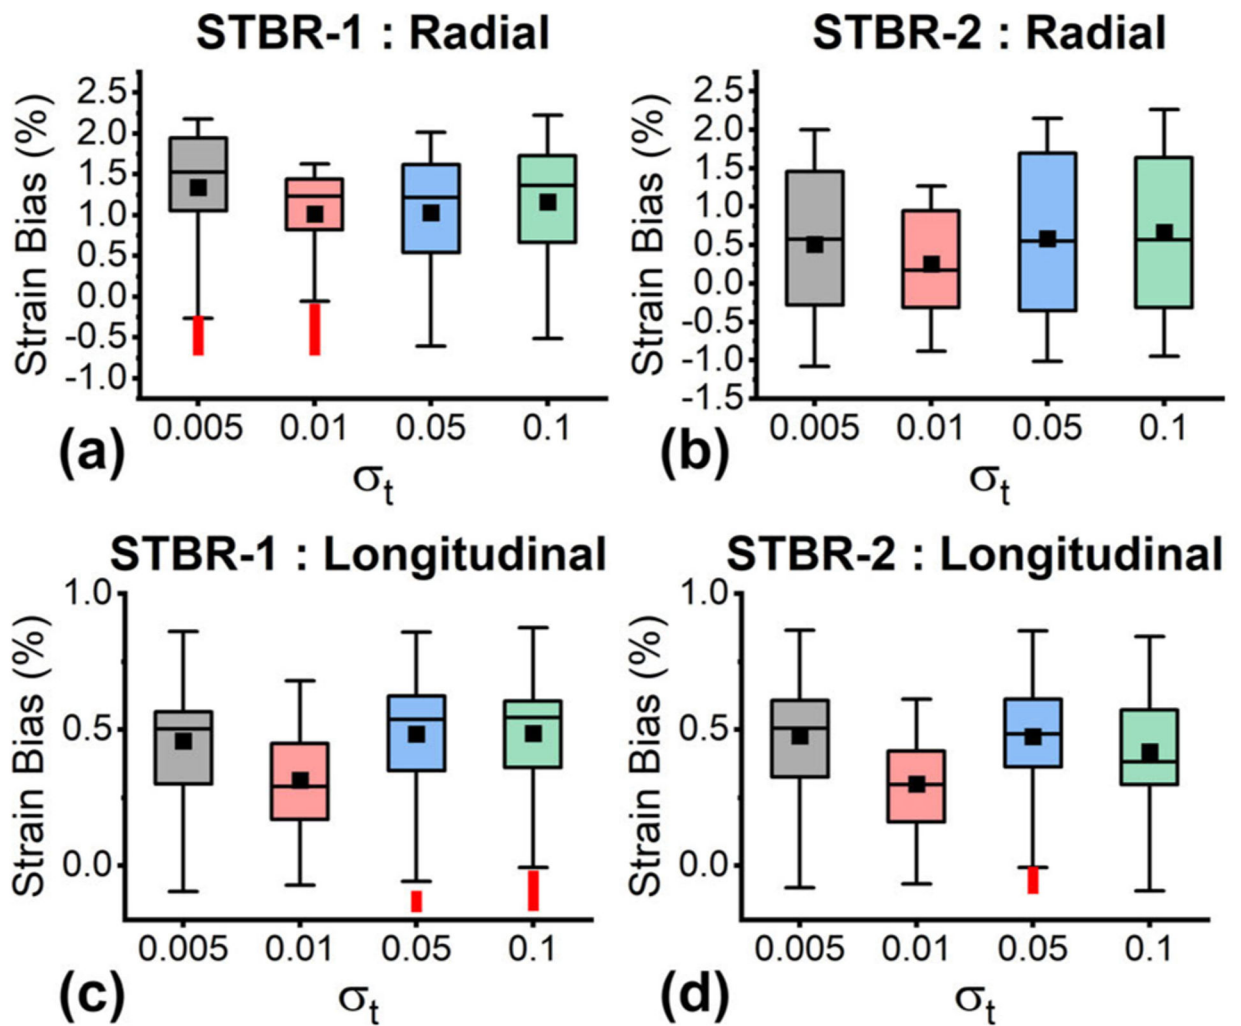 STBR-1 : Radial
Strain Bias (%)
2.5
2.0
1.5
1.0
0.5
0.0
-0.5
-1.0
0.005 0.01 0.05 0.1
(a)
σt
STBR-2 : Radial
Strain Bias (%)
2.5
2.0
1.5
1.0
0.5
0.0
-0.5
-1.0
-1.5
0.005 0.01 0.05 0.1
(b)
σt
STBR-1 : Longitudinal
Strain Bias (%)
1.0
0.5
0.0
0.005 0.01 0.05 0.1
(c)
σt
STBR-2 : Longitudinal
Strain Bias (%)
1.0
0.5
0.0
0.005 0.01 0.05 0.1
(d)
σt